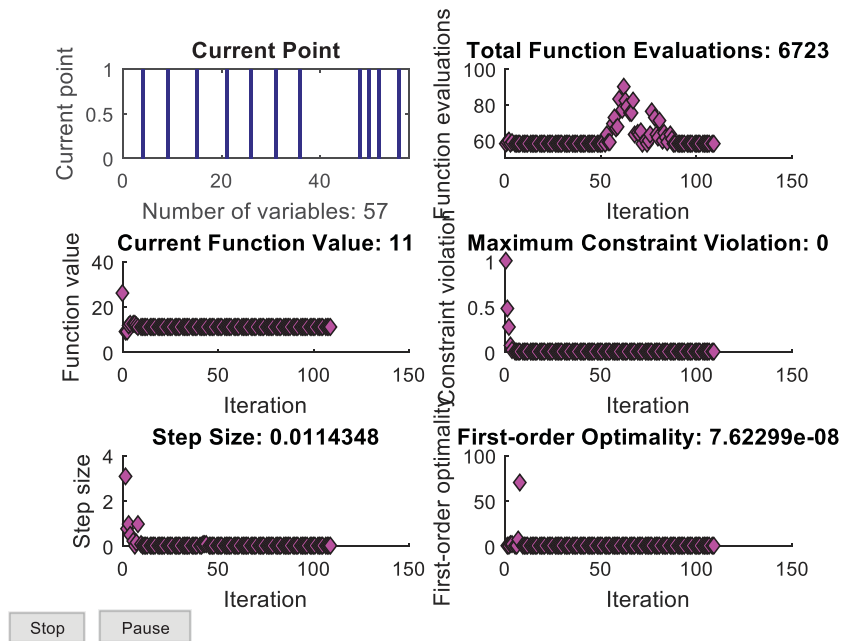 Current Point
Current point
1
0.5
0
0
20
40
Number of variables: 57
Total Function Evaluations: 6723
Function evaluations
100
80
60
0
50
100
150
Iteration
Current Function Value: 11
Function value
40
20
0
0
50
100
150
Iteration
Maximum Constraint Violation: 0
Constraint violation
1
0.5
0
0
50
100
150
Iteration
Step Size: 0.0114348
Step size
4
2
0
0
50
100
150
Iteration
First-order Optimality: 7.62299e-08
First-order optimality
100
50
0
0
50
100
150
Iteration
Stop
Pause